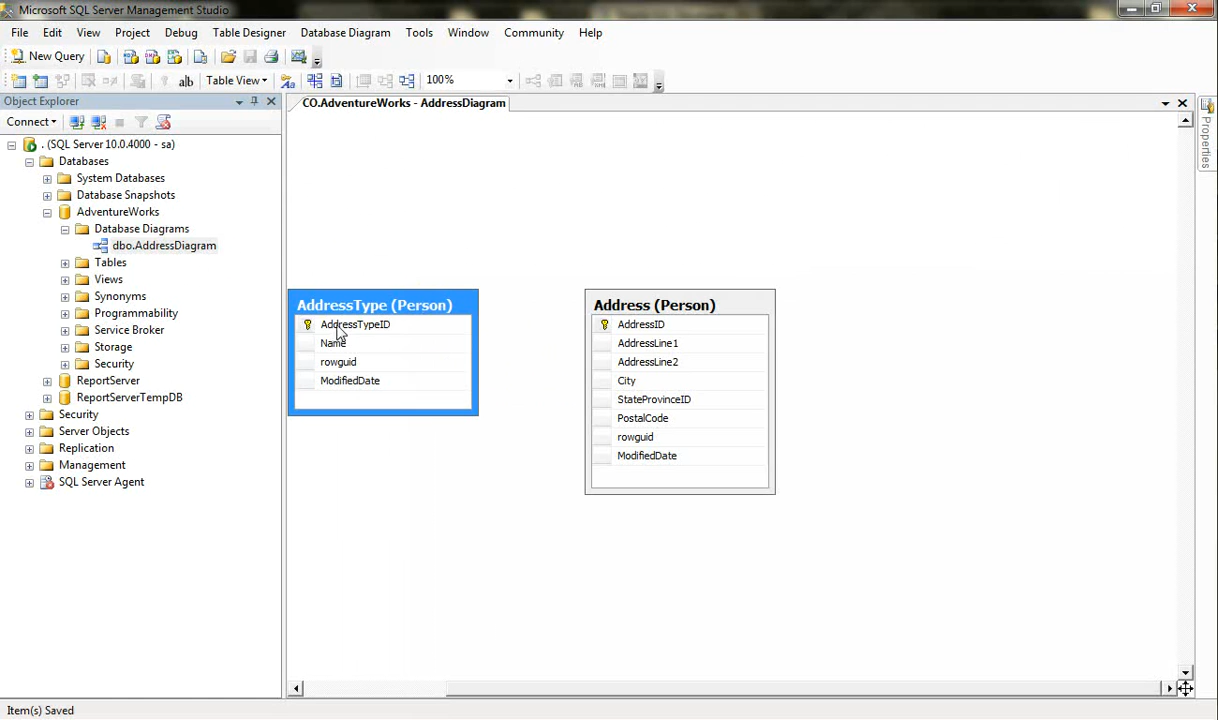 Microsoft SQL Server Management Studio
File Edit View Project Debug Table Designer Database Diagram Tools Window Community Help
New Query
Table View 100%
Object Explorer
CO.AdventureWorks - AddressDiagram
Connect
. (SQL Server 10.0.4000 - sa)
Databases
System Databases
Database Snapshots
AdventureWorks
Database Diagrams
dbo.AddressDiagram
Tables
Views
Synonyms
Programmability
Service Broker
Storage
Security
ReportServer
ReportServerTempDB
Security
Server Objects
Replication
Management
SQL Server Agent
AddressType (Person)
AddressTypeID
Name
rowguid
ModifiedDate
Address (Person)
AddressID
AddressLine1
AddressLine2
City
StateProvinceID
PostalCode
rowguid
ModifiedDate
Properties
Item(s) Saved